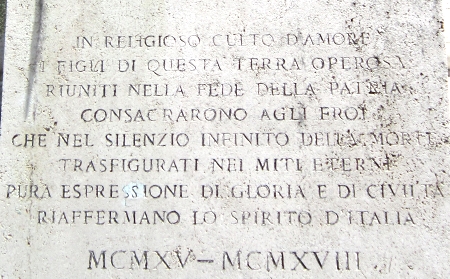 IN RELIGIOSO CULTO D'AMORE
I FIGLI DI QUESTA TERRA OPEROSA
RIUNITI NELLA FEDE DELLA PATRIA
CONSACRARONO AGLI EROI
CHE NEL SILENZIO INFINITO DELLA MORTE
TRASFIGURATI NEI MITI ETERNI
PURA ESPRESSIONE DI GLORIA E DI CIVILTÀ
RIAFFERMANO LO SPIRITO D'ITALIA
MCMXV – MCMXVIII